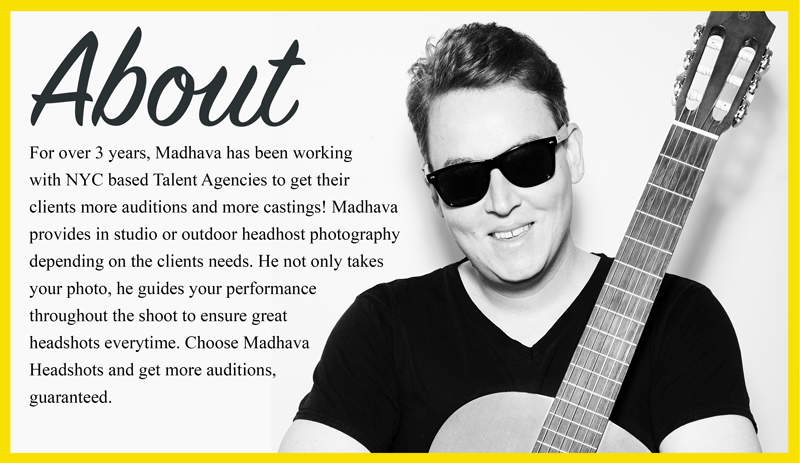 About
For over 3 years, Madhava has been working
with NYC based Talent Agencies to get their
clients more auditions and more castings! Madhava
provides in studio or outdoor headhost photography
depending on the clients needs. He not only takes
your photo, he guides your performance
throughout the shoot to ensure great
headshots everytime. Choose Madhava
Headshots and get more auditions,
guaranteed.